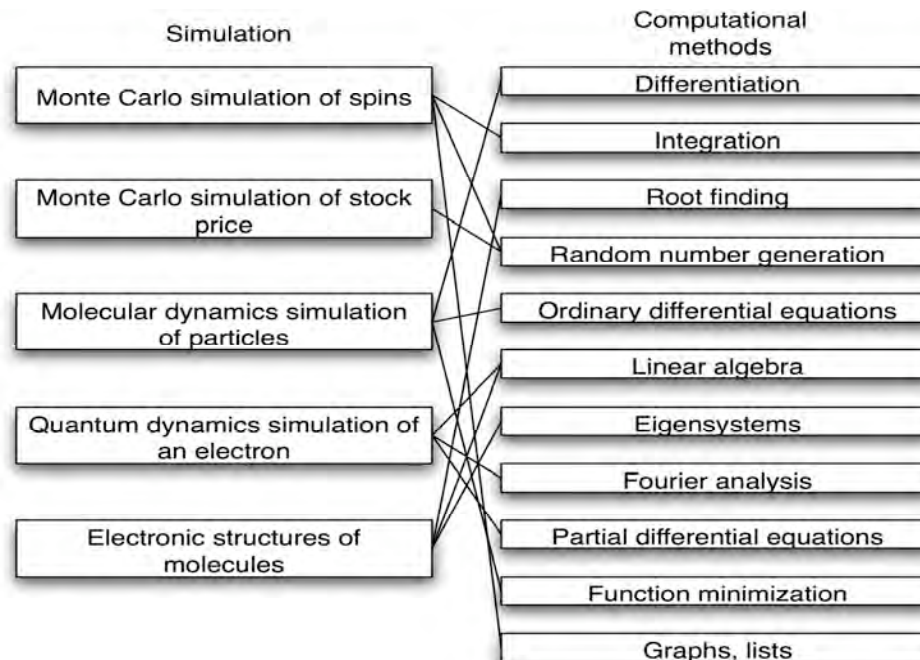 Simulation
Monte Carlo simulation of spins
Monte Carlo simulation of stock
price
Molecular dynamics simulation
of particles
Quantum dynamics simulation of
an electron
Electronic structures of
molecules
Computational
methods
Differentiation
Integration
Root finding
Random number generation
Ordinary differential equations
Linear algebra
Eigensystems
Fourier analysis
Partial differential equations
Function minimization
Graphs, lists